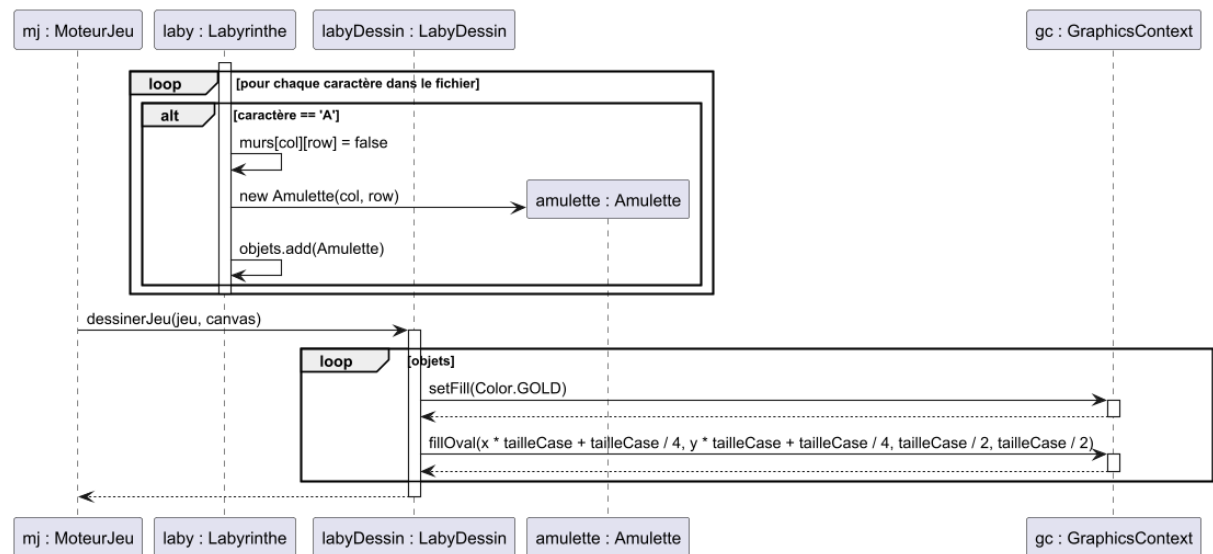 mj : MoteurJeu
laby : Labyrinthe
labyDessin : LabyDessin
gc : GraphicsContext
loop
[pour chaque caractère dans le fichier]
alt
[caractère == 'A']
murs[col][row] = false
new Amulette(col, row)
amulette : Amulette
objets.add(Amulette)
dessinerJeu(jeu, canvas)
loop
[objets]
setFill(Color.GOLD)
fillOval(x * tailleCase + tailleCase / 4, y * tailleCase + tailleCase / 4, tailleCase / 2, tailleCase / 2)
mj : MoteurJeu
laby : Labyrinthe
labyDessin : LabyDessin
amulette : Amulette
gc : GraphicsContext